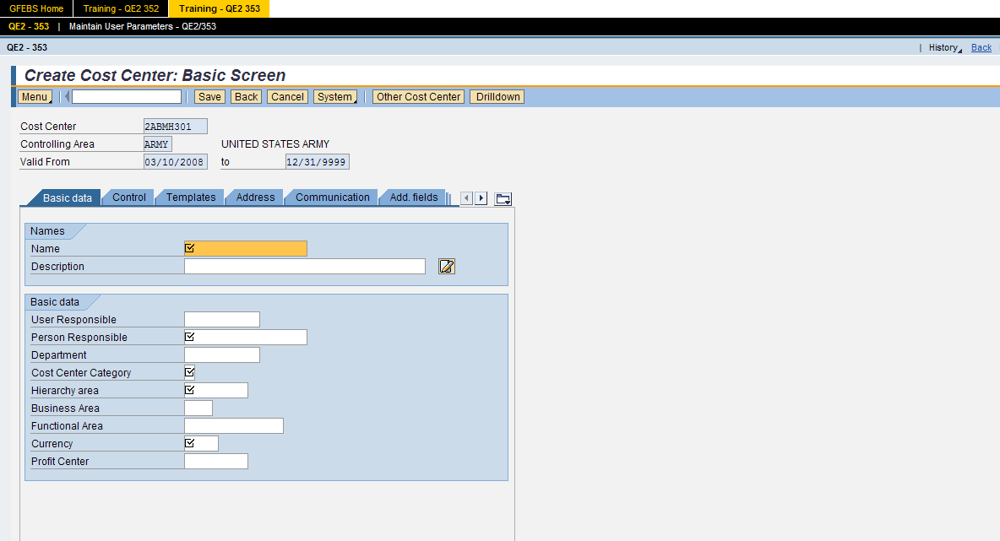 GFEBS Home Training - QE2 352 Training - QE2 353
QE2 - 353 | Maintain User Parameters - QE2/353
QE2 - 353 | History Back
Create Cost Center: Basic Screen
Menu Save Back Cancel System Other Cost Center Drilldown
Cost Center 2ABMH301
Controlling Area ARMY UNITED STATES ARMY
Valid From 03/10/2008 to 12/31/9999
Basic data Control Templates Address Communication Add. fields
Names
Name
Description
Basic data
User Responsible
Person Responsible
Department
Cost Center Category
Hierarchy area
Business Area
Functional Area
Currency
Profit Center